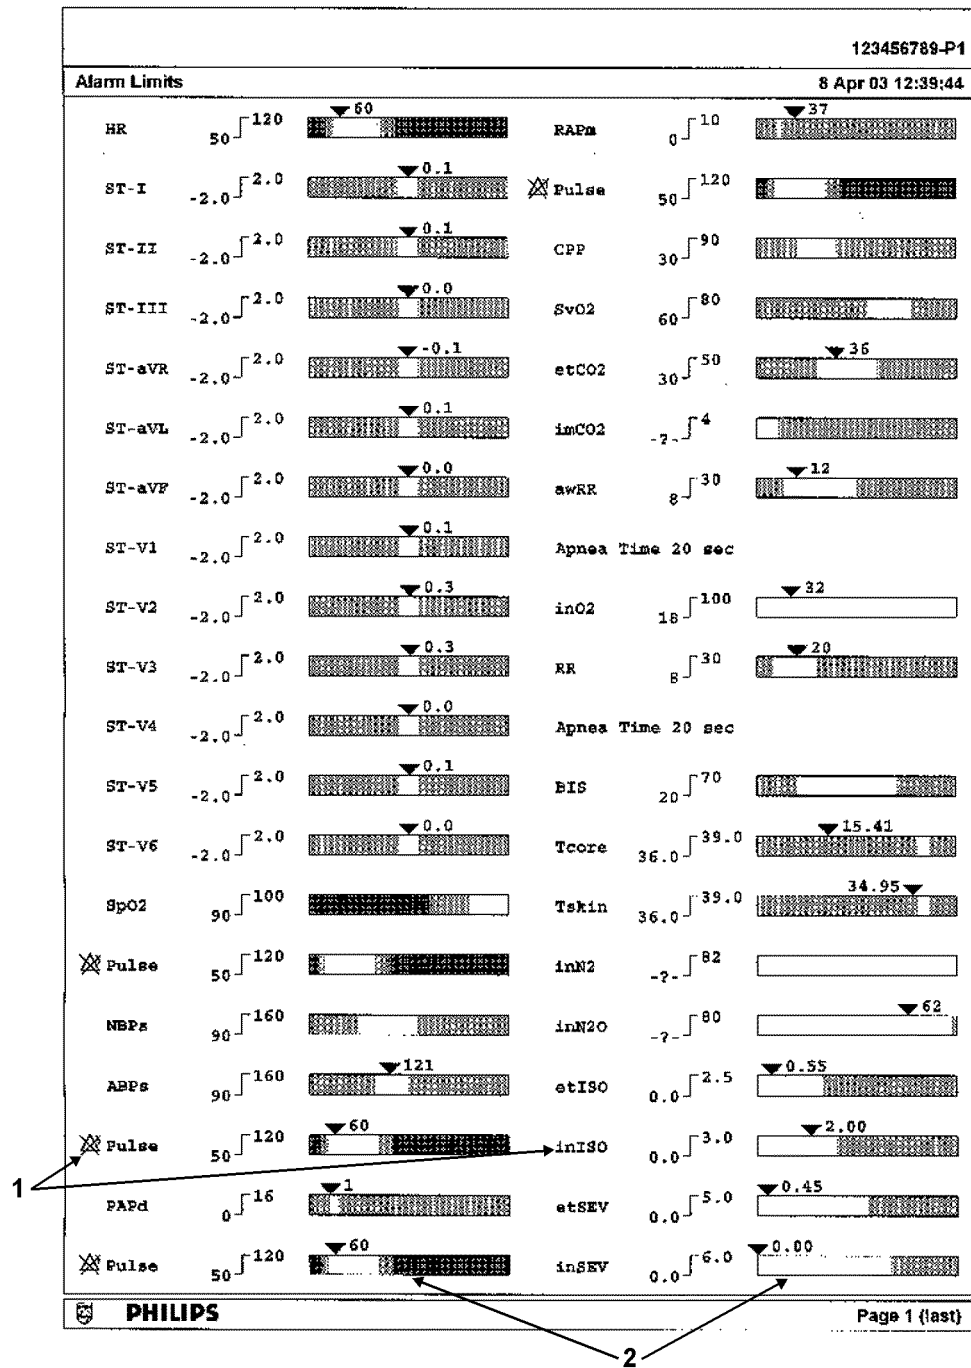 123456789-P1
Alarm Limits 8 Apr 03 12:39:44
HR 50 120 60
ST-I -2.0 2.0 0.1
ST-II -2.0 2.0 0.1
ST-III -2.0 2.0 0.0
ST-aVR -2.0 2.0 -0.1
ST-aVL -2.0 2.0 0.1
ST-aVF -2.0 2.0 0.0
ST-V1 -2.0 2.0 0.1
ST-V2 -2.0 2.0 0.3
ST-V3 -2.0 2.0 0.3
ST-V4 -2.0 2.0 0.0
ST-V5 -2.0 2.0 0.1
ST-V6 -2.0 2.0 0.0
SpO2 90 100
Pulse 50 120
NBPs 90 160
ABPs 90 160 121
Pulse 50 120 60
PAPd 0 16 1
Pulse 50 120 60
RAPm 0 10 37
Pulse 50 120
CPP 30 90
SvO2 60 80
etCO2 30 50 36
imCO2 -?- 4
awRR 8 30 12
Apnea Time 20 sec
inO2 18 100 32
RR 8 30 20
Apnea Time 20 sec
BIS 20 70
Tcore 36.0 39.0 15.41
Tskin 36.0 39.0 34.95
inN2 -?- 82
inN2O -?- 80 62
etISO 0.0 2.5 0.55
inISO 0.0 3.0 2.00
etSEV 0.0 5.0 0.45
inSEV 0.0 6.0 0.00
1
PHILIPS Page 1 (last)
2